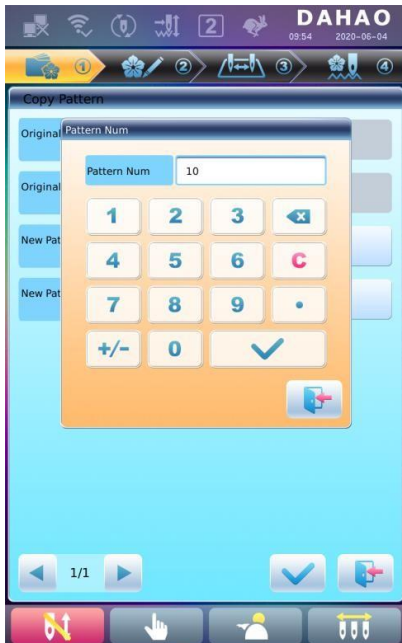 2
DAHAO
09:54 2020-06-04
1 2 3 4
Copy Pattern
Original
Pattern Num
Pattern Num 10
Original
1 2 3
New Pat
4 5 6 C
New Pat
7 8 9 •
+/- 0
1/1